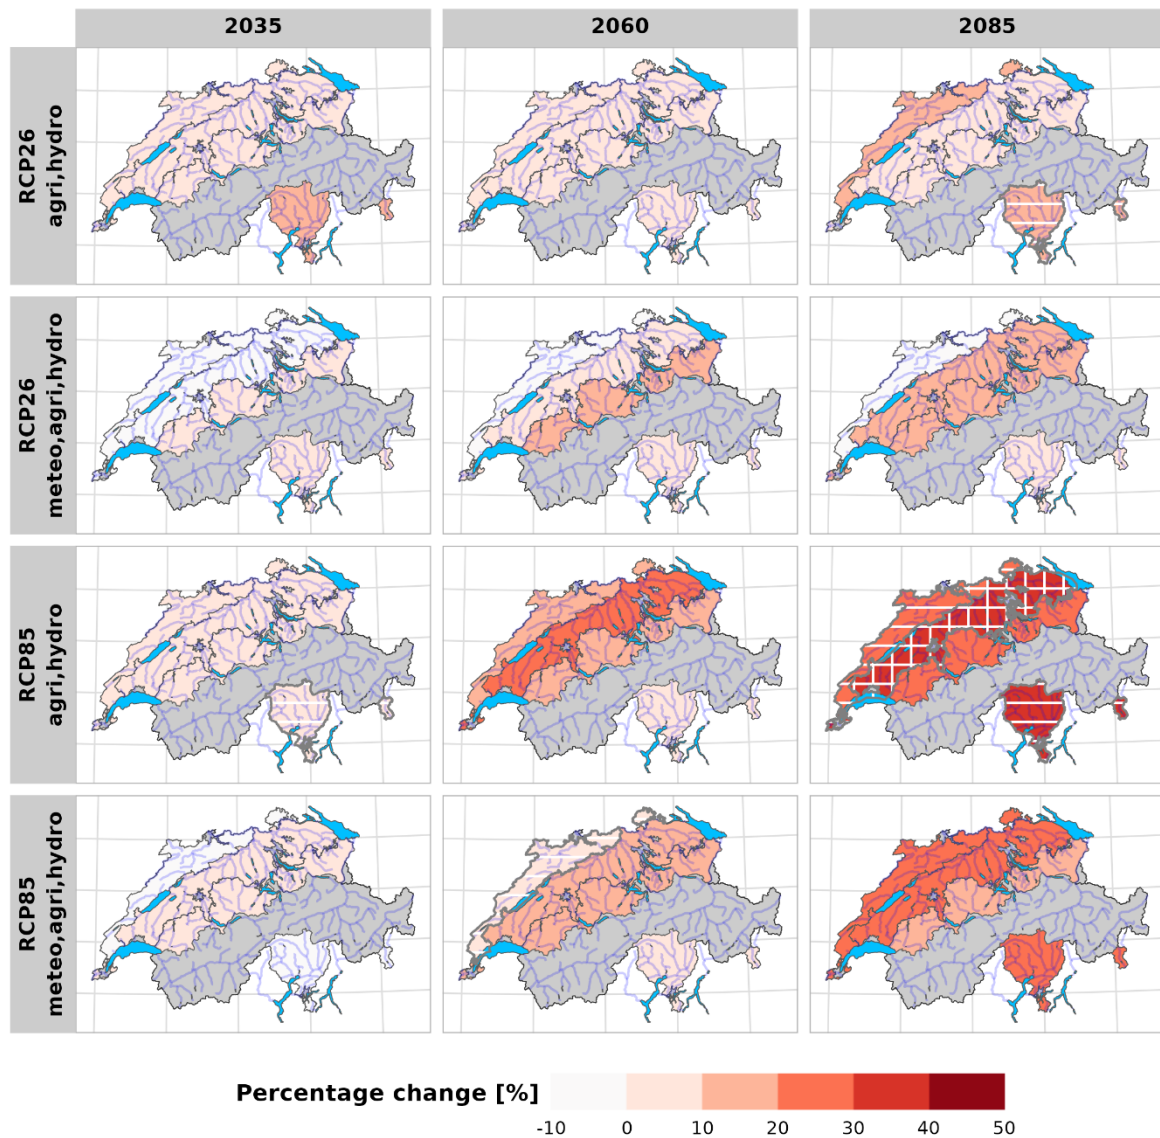 2035 2060 2085
RCP26
agri,hydro
RCP26
meteo,agri,hydro
RCP85
agri,hydro
RCP85
meteo,agri,hydro
Percentage change [%]
-10 0 10 20 30 40 50